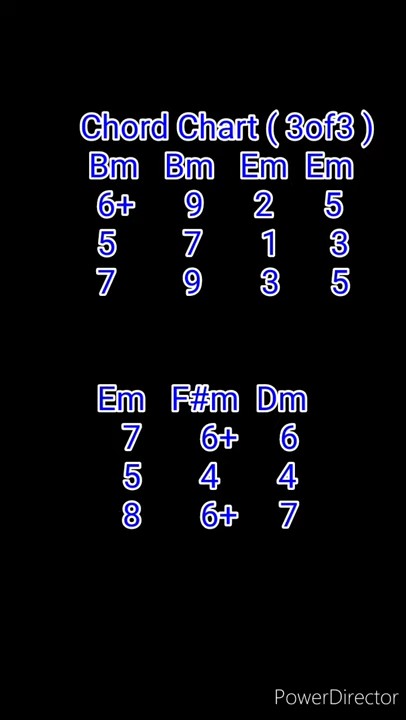 Chord Chart ( 3of3 )
Bm Bm Em Em
6+ 9 2 5
5 7 1 3
7 9 3 5
Em F#m Dm
7 6+ 6
5 4 4
8 6+ 7
PowerDirector